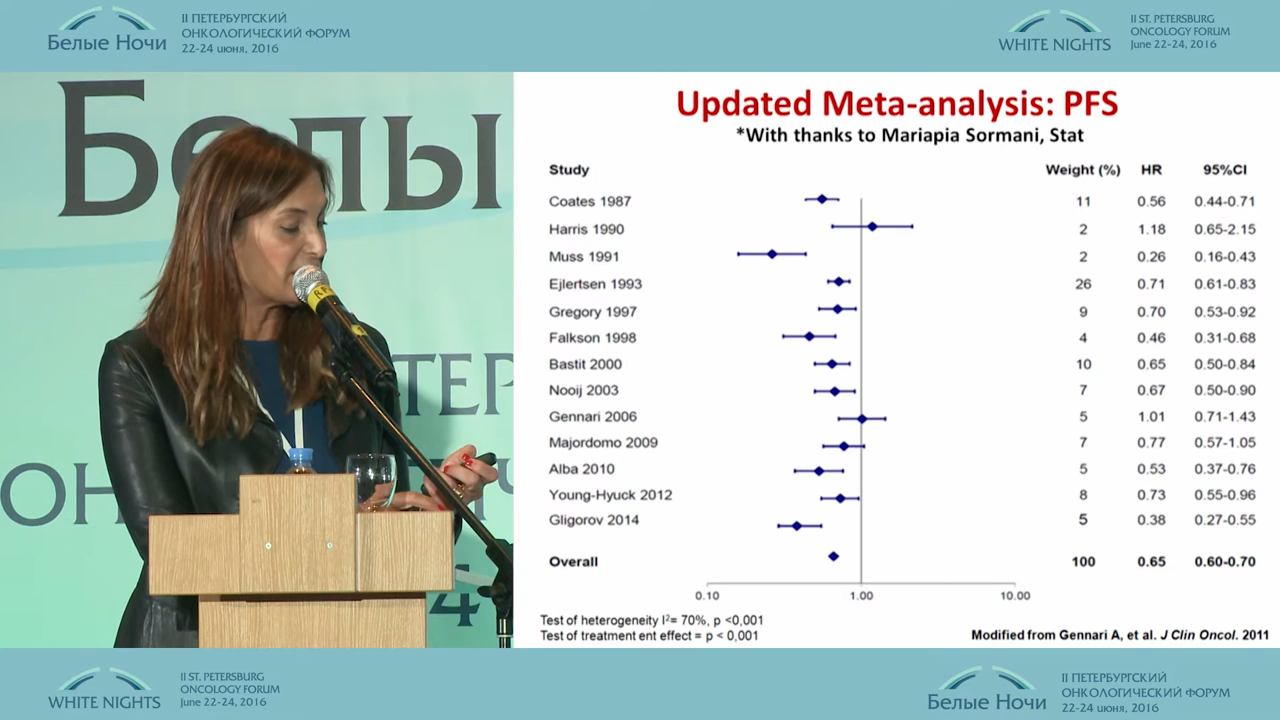 II ПЕТЕРБУРГСКИЙ
ОНКОЛОГИЧЕСКИЙ ФОРУМ
22-24 июня, 2016
Белые Ночи
II ST. PETERSBURG
ONCOLOGY FORUM
June 22-24, 2016
WHITE NIGHTS
Белы
ТЕР
ОН
4
Updated Meta-analysis: PFS
*With thanks to Mariapia Sormani, Stat
Study Weight (%) HR 95%CI
Coates 1987 11 0.56 0.44-0.71
Harris 1990 2 1.18 0.65-2.15
Muss 1991 2 0.26 0.16-0.43
Ejlertsen 1993 26 0.71 0.61-0.83
Gregory 1997 9 0.70 0.53-0.92
Falkson 1998 4 0.46 0.31-0.68
Bastit 2000 10 0.65 0.50-0.84
Nooij 2003 7 0.67 0.50-0.90
Gennari 2006 5 1.01 0.71-1.43
Majordomo 2009 7 0.77 0.57-1.05
Alba 2010 5 0.53 0.37-0.76
Young-Hyuck 2012 8 0.73 0.55-0.96
Gligorov 2014 5 0.38 0.27-0.55
Overall 100 0.65 0.60-0.70
0.10 1.00 10.00
Test of heterogeneity I²= 70%, p <0,001
Test of treatment ent effect = p < 0,001
Modified from Gennari A, et al. J Clin Oncol. 2011
WHITE NIGHTS
II ST. PETERSBURG
ONCOLOGY FORUM
June 22-24, 2016
Белые Ночи
II ПЕТЕРБУРГСКИЙ
ОНКОЛОГИЧЕСКИЙ ФОРУМ
22-24 июня, 2016